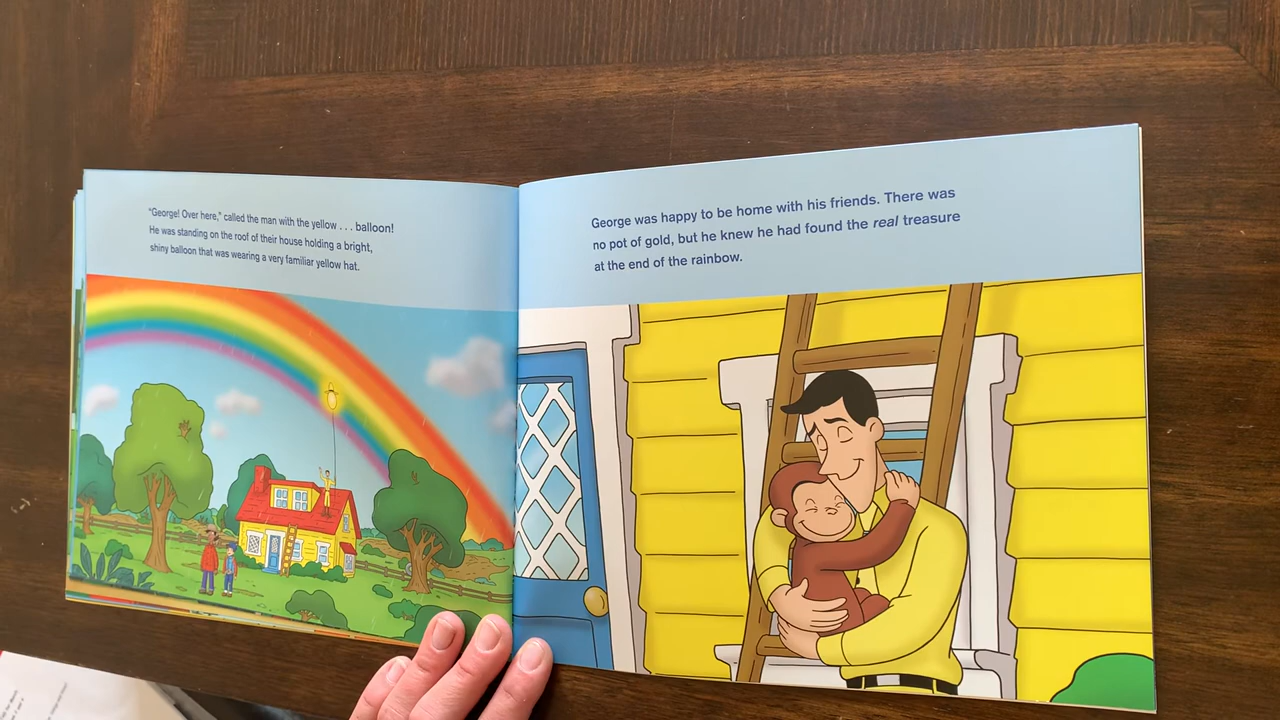 “George! Over here,” called the man with the yellow . . . balloon!
He was standing on the roof of their house holding a bright,
shiny balloon that was wearing a very familiar yellow hat.
George was happy to be home with his friends. There was
no pot of gold, but he knew he had found the real treasure
at the end of the rainbow.